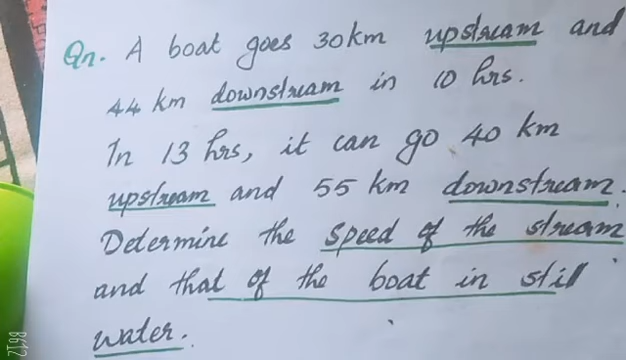 Qn. A boat goes 30km upstream and
44 km downstream in 10 hrs.
In 13 hrs, it can go 40 km
upstream and 55 km downstream.
Determine the speed of the stream
and that of the boat in still
water.